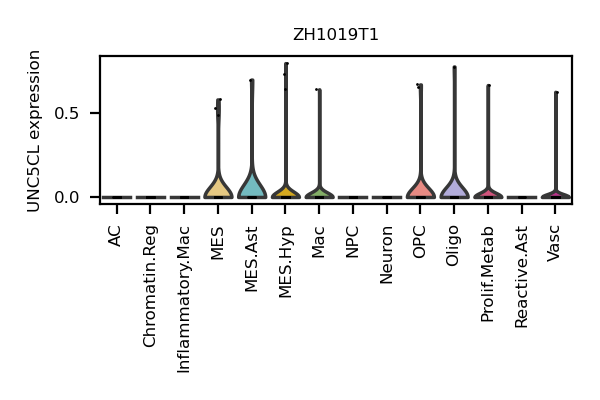 ZH1019T1
UNC5CL expression
0.5
0.0
AC
Chromatin.Reg
Inflammatory.Mac
MES
MES.Ast
MES.Hyp
Mac
NPC
Neuron
OPC
Oligo
Prolif.Metab
Reactive.Ast
Vasc